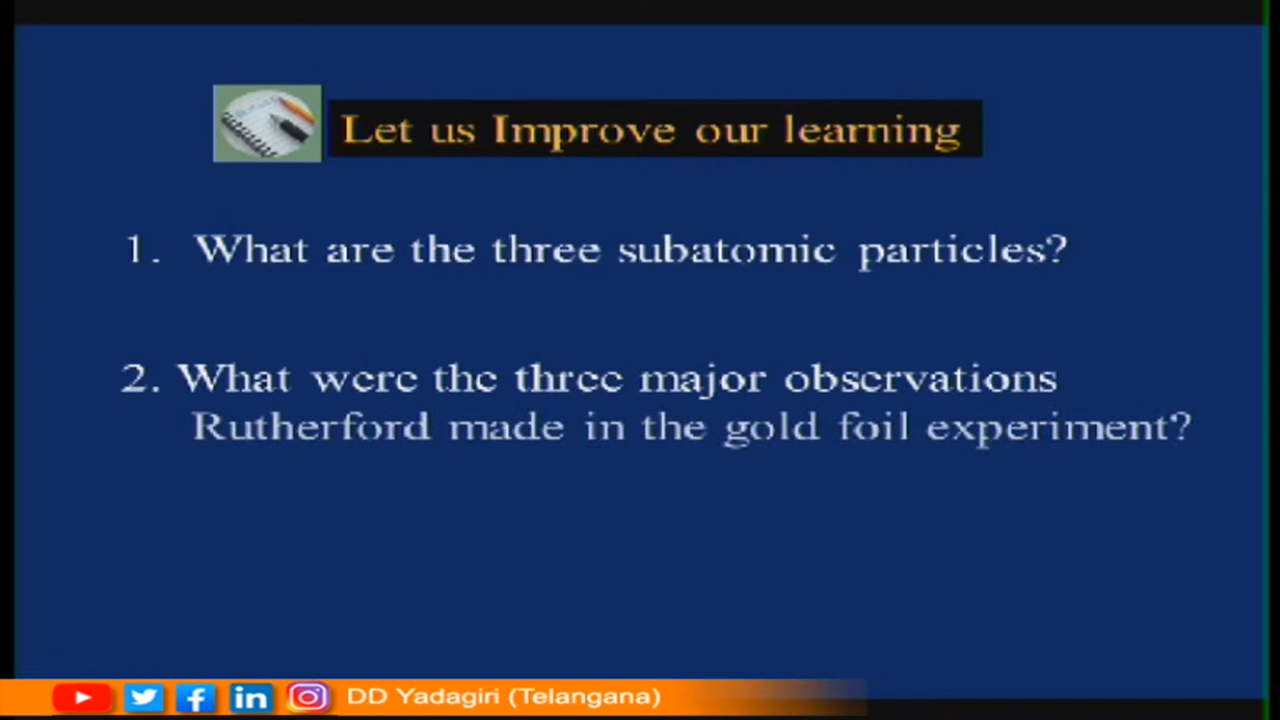 Let us Improve our learning
1. What are the three subatomic particles?
2. What were the three major observations
Rutherford made in the gold foil experiment?
DD Yadagiri (Telangana)